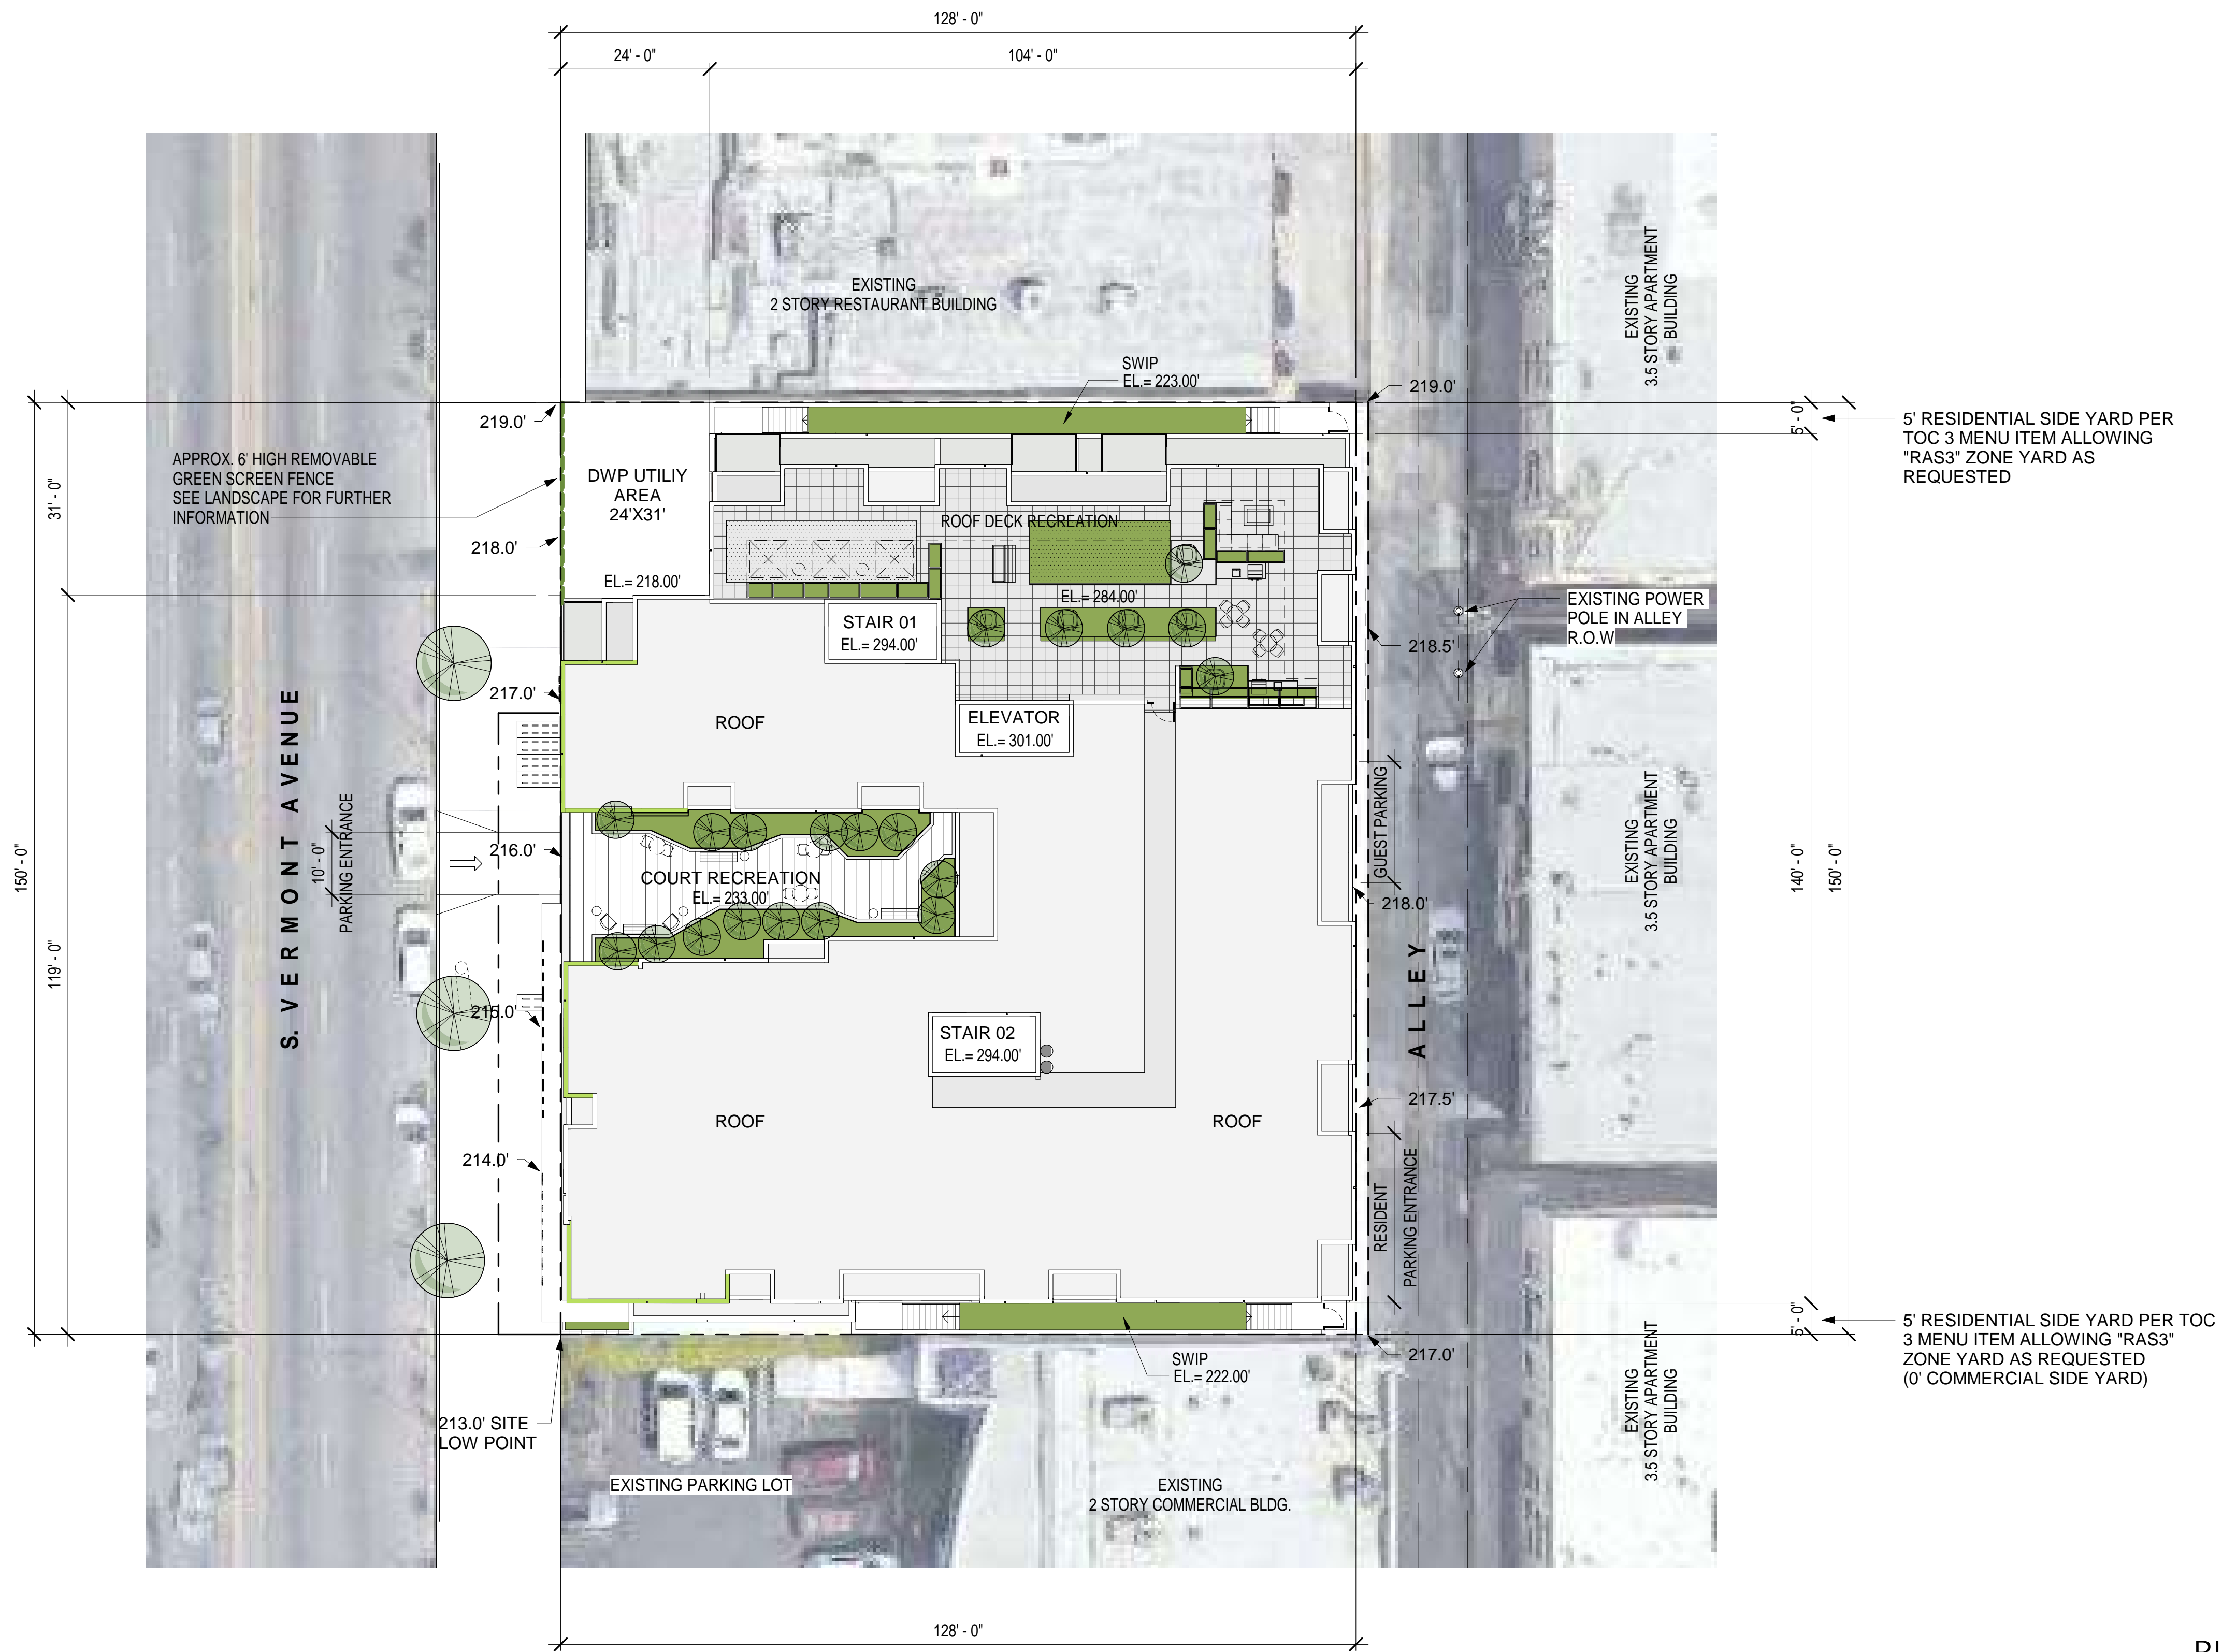 128' - 0"
24' - 0"
104' - 0"
EXISTING
2 STORY RESTAURANT BUILDING
EXISTING
3.5 STORY APARTMENT
BUILDING
SWIP
EL.= 223.00'
219.0'
219.0'
5' - 0"
5' RESIDENTIAL SIDE YARD PER
TOC 3 MENU ITEM ALLOWING
"RAS3" ZONE YARD AS
REQUESTED
APPROX. 6' HIGH REMOVABLE
GREEN SCREEN FENCE
SEE LANDSCAPE FOR FURTHER
INFORMATION
31' - 0"
DWP UTILIY
AREA
24'X31'
EL.= 218.00'
218.0'
ROOF DECK RECREATION
EL.= 284.00'
STAIR 01
EL.= 294.00'
EXISTING POWER
POLE IN ALLEY
R.O.W
218.5'
217.0'
ROOF
ELEVATOR
EL.= 301.00'
S. VERMONT AVENUE
150' - 0"
119' - 0"
10' - 0"
PARKING ENTRANCE
216.0'
COURT RECREATION
EL.= 233.00'
GUEST PARKING
218.0'
ALLEY
EXISTING
3.5 STORY APARTMENT
BUILDING
140' - 0"
150' - 0"
215.0'
STAIR 02
EL.= 294.00'
217.5'
ROOF
ROOF
214.0'
RESIDENT
PARKING ENTRANCE
5' - 0"
5' RESIDENTIAL SIDE YARD PER TOC
3 MENU ITEM ALLOWING "RAS3"
ZONE YARD AS REQUESTED
(0' COMMERCIAL SIDE YARD)
SWIP
EL.= 222.00'
217.0'
EXISTING
3.5 STORY APARTMENT
BUILDING
213.0' SITE
LOW POINT
EXISTING PARKING LOT
EXISTING
2 STORY COMMERCIAL BLDG.
128' - 0"